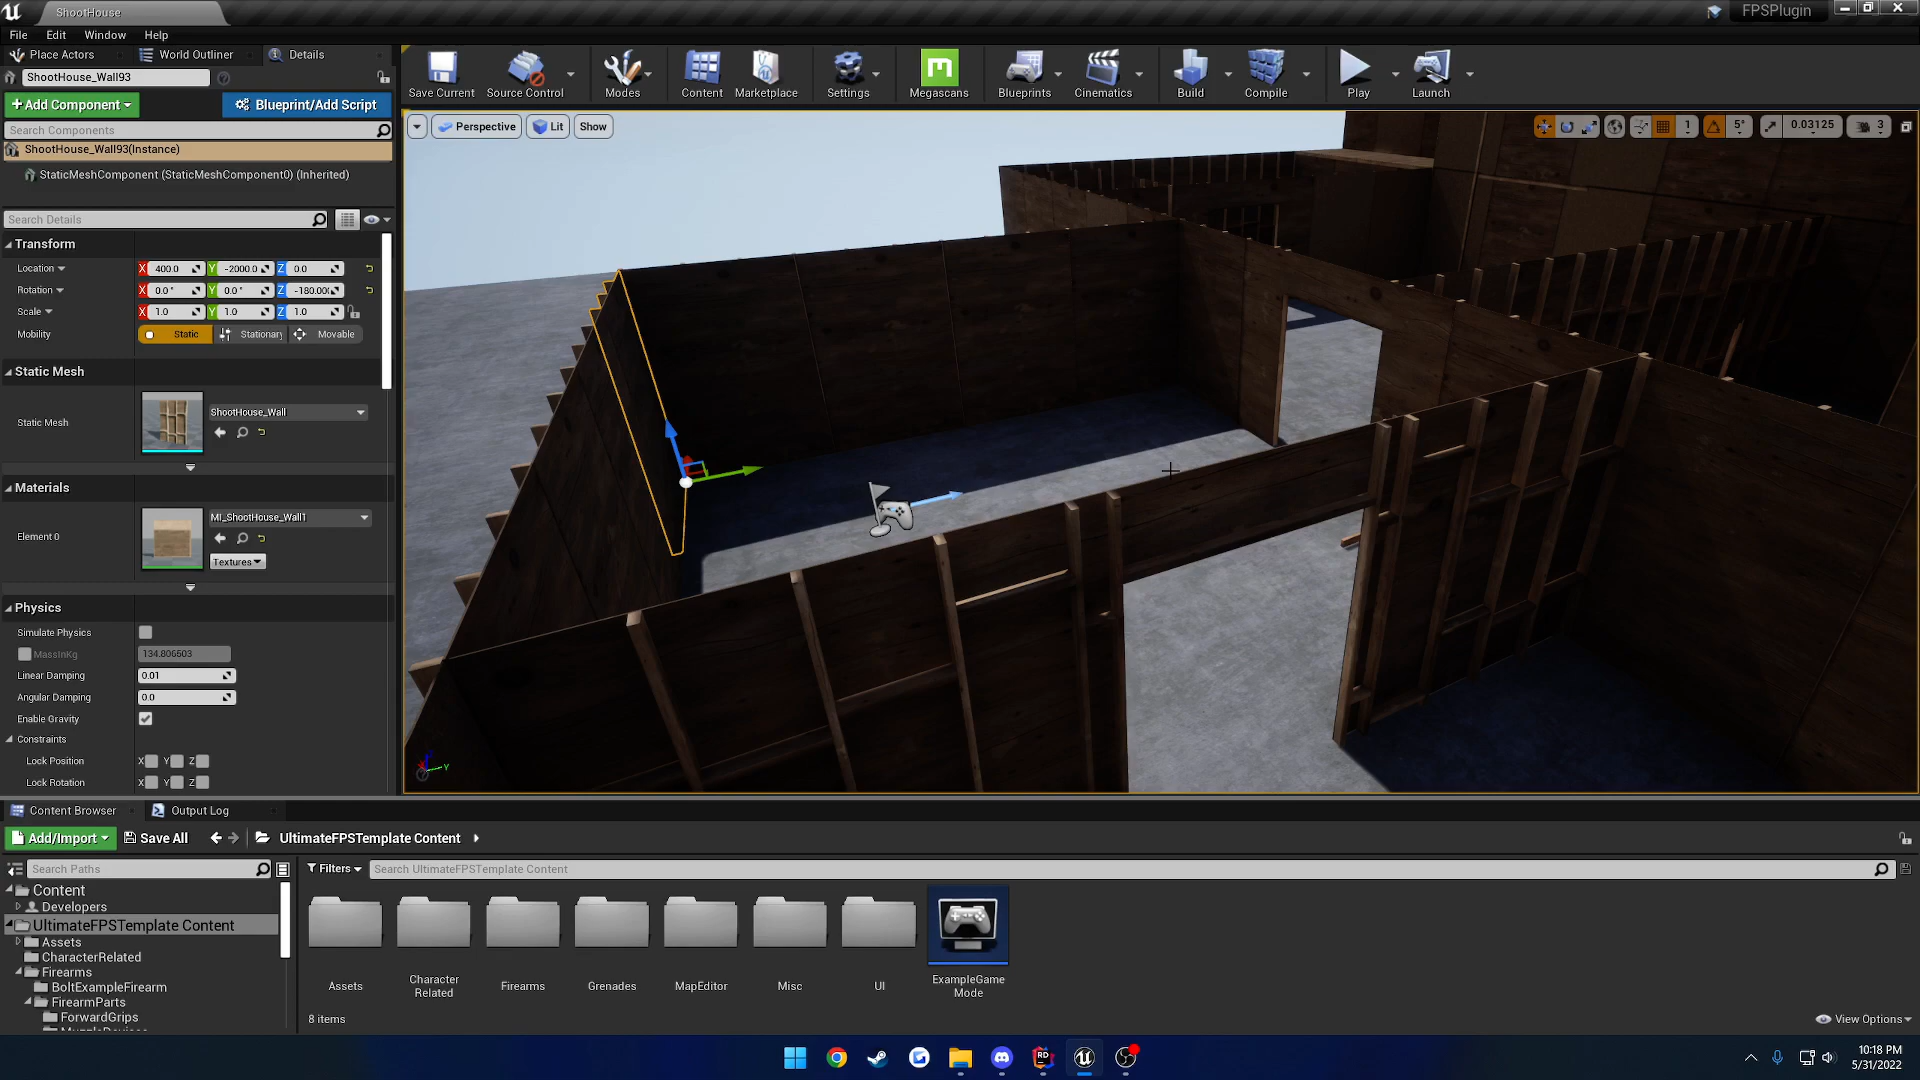 ShootHouse
FPSPlugin
File Edit Window Help
Place Actors World Outliner Details
ShootHouse_Wall93
+Add Component
Blueprint/Add Script
Search Components
ShootHouse_Wall93(Instance)
StaticMeshComponent (StaticMeshComponent0) (Inherited)
Search Details
Transform
Location X 400.0 Y -2000.0 Z 0.0
Rotation X 0.0° Y 0.0° Z -180.00
Scale X 1.0 Y 1.0 Z 1.0
Mobility Static Stationar Movable
Static Mesh
Static Mesh ShootHouse_Wall
Materials
Element 0 MI_ShootHouse_Wall1
Textures
Physics
Simulate Physics
MassInKg 134.806503
Linear Damping 0.01
Angular Damping 0.0
Enable Gravity
Constraints
Lock Position X Y Z
Lock Rotation X Y Z
Save Current Source Control Modes Content Marketplace Settings Megascans Blueprints Cinematics Build Compile Play Launch
Perspective Lit Show
1 5° 0.03125 3
Content Browser Output Log
Add/Import Save All UltimateFPSTemplate Content
Search Paths
Filters Search UltimateFPSTemplate Content
Content
Developers
UltimateFPSTemplate Content
Assets
CharacterRelated
Firearms
BoltExampleFirearm
FirearmParts
ForwardGrips
MuzzleDevices
Assets
Character Related
Firearms
Grenades
MapEditor
Misc
UI
ExampleGame Mode
8 items
View Options
10:18 PM
5/31/2022